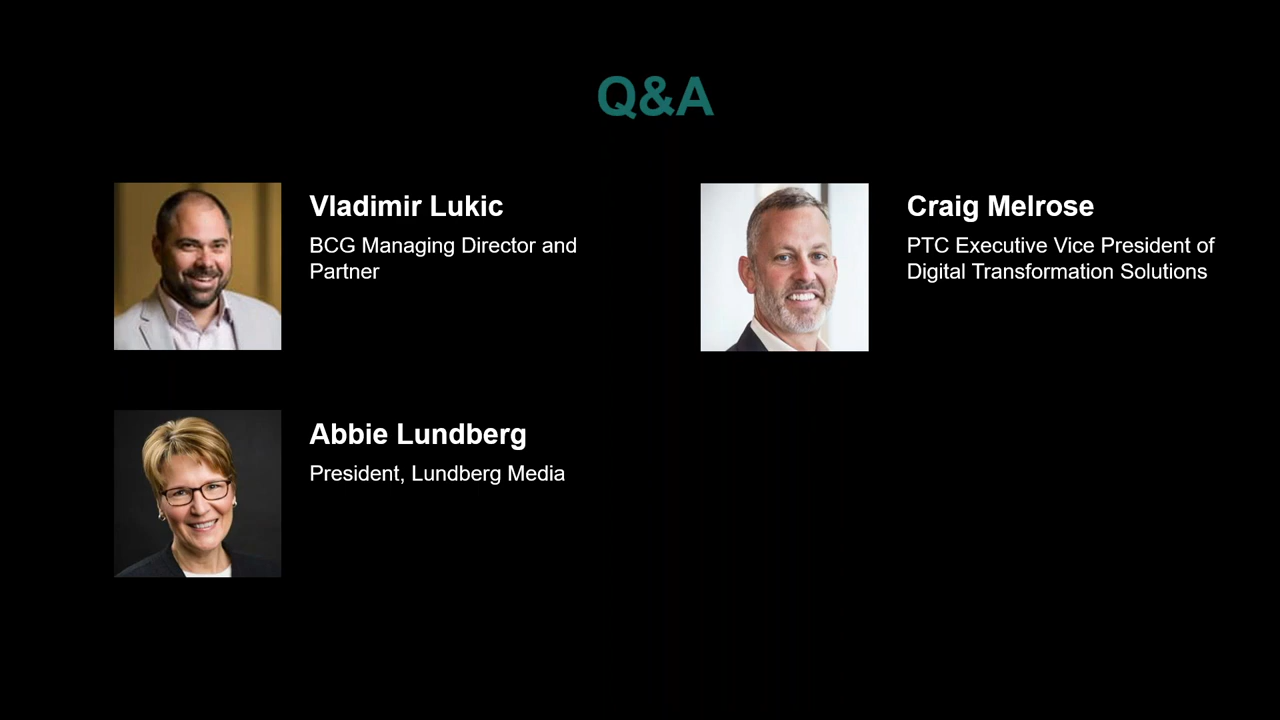 Q&A
Vladimir Lukic
BCG Managing Director and
Partner
Craig Melrose
PTC Executive Vice President of
Digital Transformation Solutions
Abbie Lundberg
President, Lundberg Media